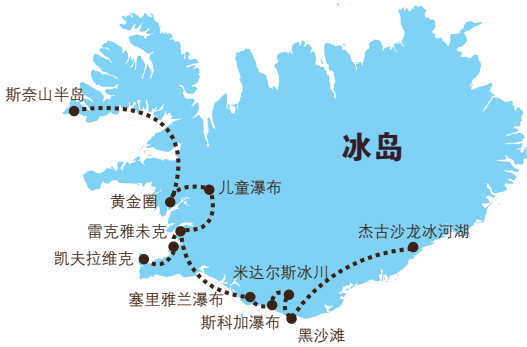 斯奈山半岛
冰岛
儿童瀑布
黄金圈
雷克雅未克
杰古沙龙冰河湖
凯夫拉维克
米达尔斯冰川
塞里雅兰瀑布
斯科加瀑布
黑沙滩